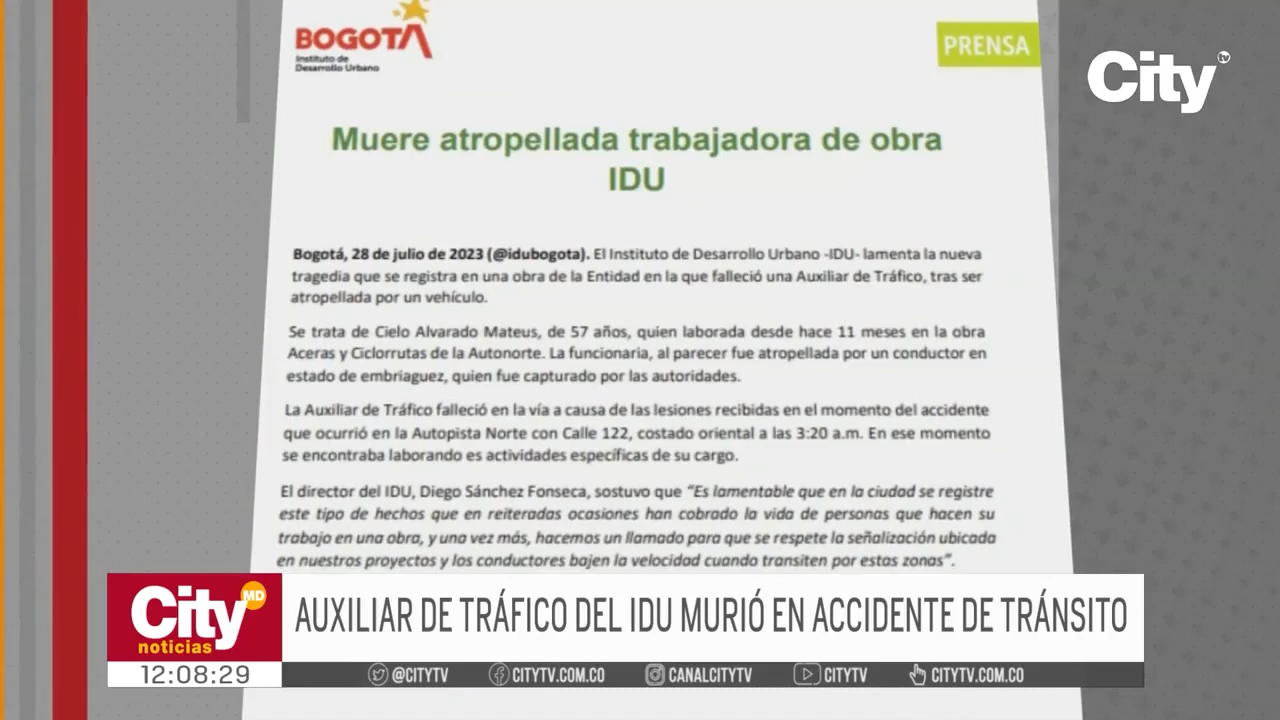 BOGOTA
Instituto de
Desarrollo Urbano
PRENSA
City tv
Muere atropellada trabajadora de obra
IDU
Bogotá, 28 de julio de 2023 (@idubogota). El Instituto de Desarrollo Urbano -IDU- lamenta la nueva
tragedia que se registra en una obra de la Entidad en la que falleció una Auxiliar de Tráfico, tras ser
atropellada por un vehículo.
Se trata de Cielo Alvarado Mateus, de 57 años, quien laborada desde hace 11 meses en la obra
Aceras y Ciclorrutas de la Autonorte. La funcionaria, al parecer fue atropellada por un conductor en
estado de embriaguez, quien fue capturado por las autoridades.
La Auxiliar de Tráfico falleció en la vía a causa de las lesiones recibidas en el momento del accidente
que ocurrió en la Autopista Norte con Calle 122, costado oriental a las 3:20 a.m. En ese momento
se encontraba laborando es actividades específicas de su cargo.
El director del IDU, Diego Sánchez Fonseca, sostuvo que “Es lamentable que en la ciudad se registre
este tipo de hechos que en reiteradas ocasiones han cobrado la vida de personas que hacen su
trabajo en una obra, y una vez más, hacemos un llamado para que se respete la señalización ubicada
en nuestros proyectos y los conductores bajen la velocidad cuando transiten por estas zonas”.
City MD
noticias
AUXILIAR DE TRÁFICO DEL IDU MURIÓ EN ACCIDENTE DE TRÁNSITO
12:08:29
@CITYTV CITYTV.COM.CO CANALCITYTV CITYTV CITYTV.COM.CO